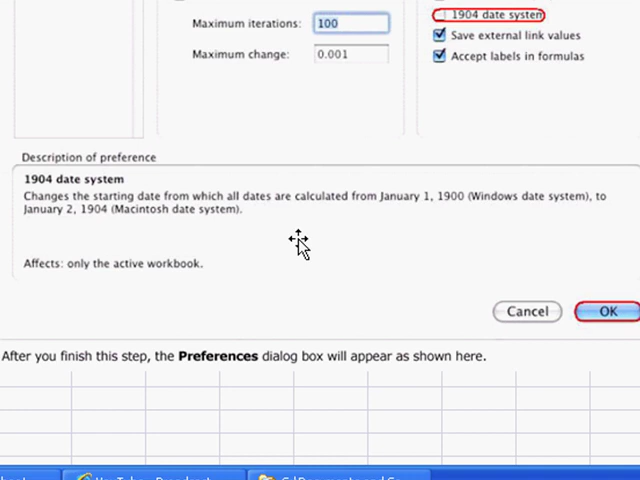 Maximum iterations: 100
1904 date system
Save external link values
Maximum change: 0.001
Accept labels in formulas
Description of preference
1904 date system
Changes the starting date from which all dates are calculated from January 1, 1900 (Windows date system), to
January 2, 1904 (Macintosh date system).
Affects: only the active workbook.
Cancel
OK
After you finish this step, the Preferences dialog box will appear as shown here.